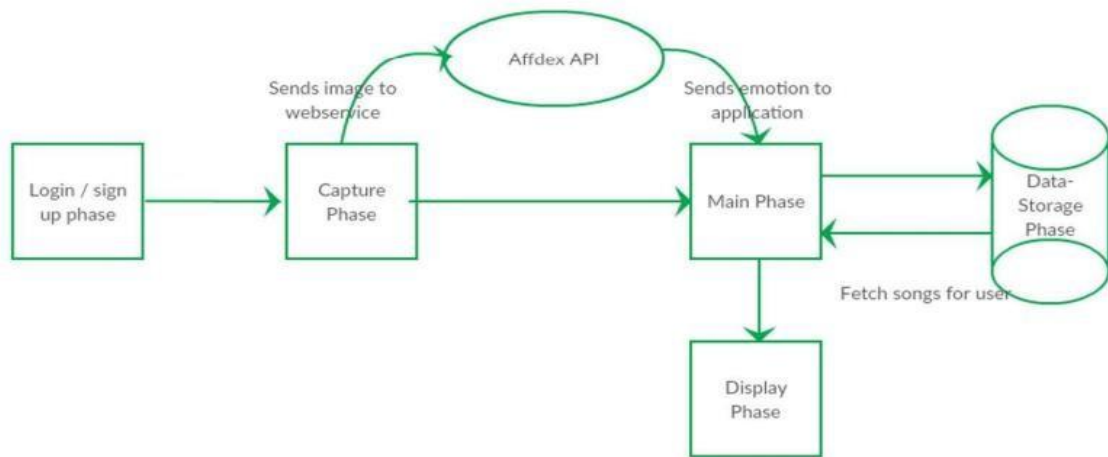 Affdex API
Sends image to
webservice
Sends emotion to
application
Login / sign
up phase
Capture
Phase
Main Phase
Data-
Storage
Phase
Fetch songs for user
Display
Phase